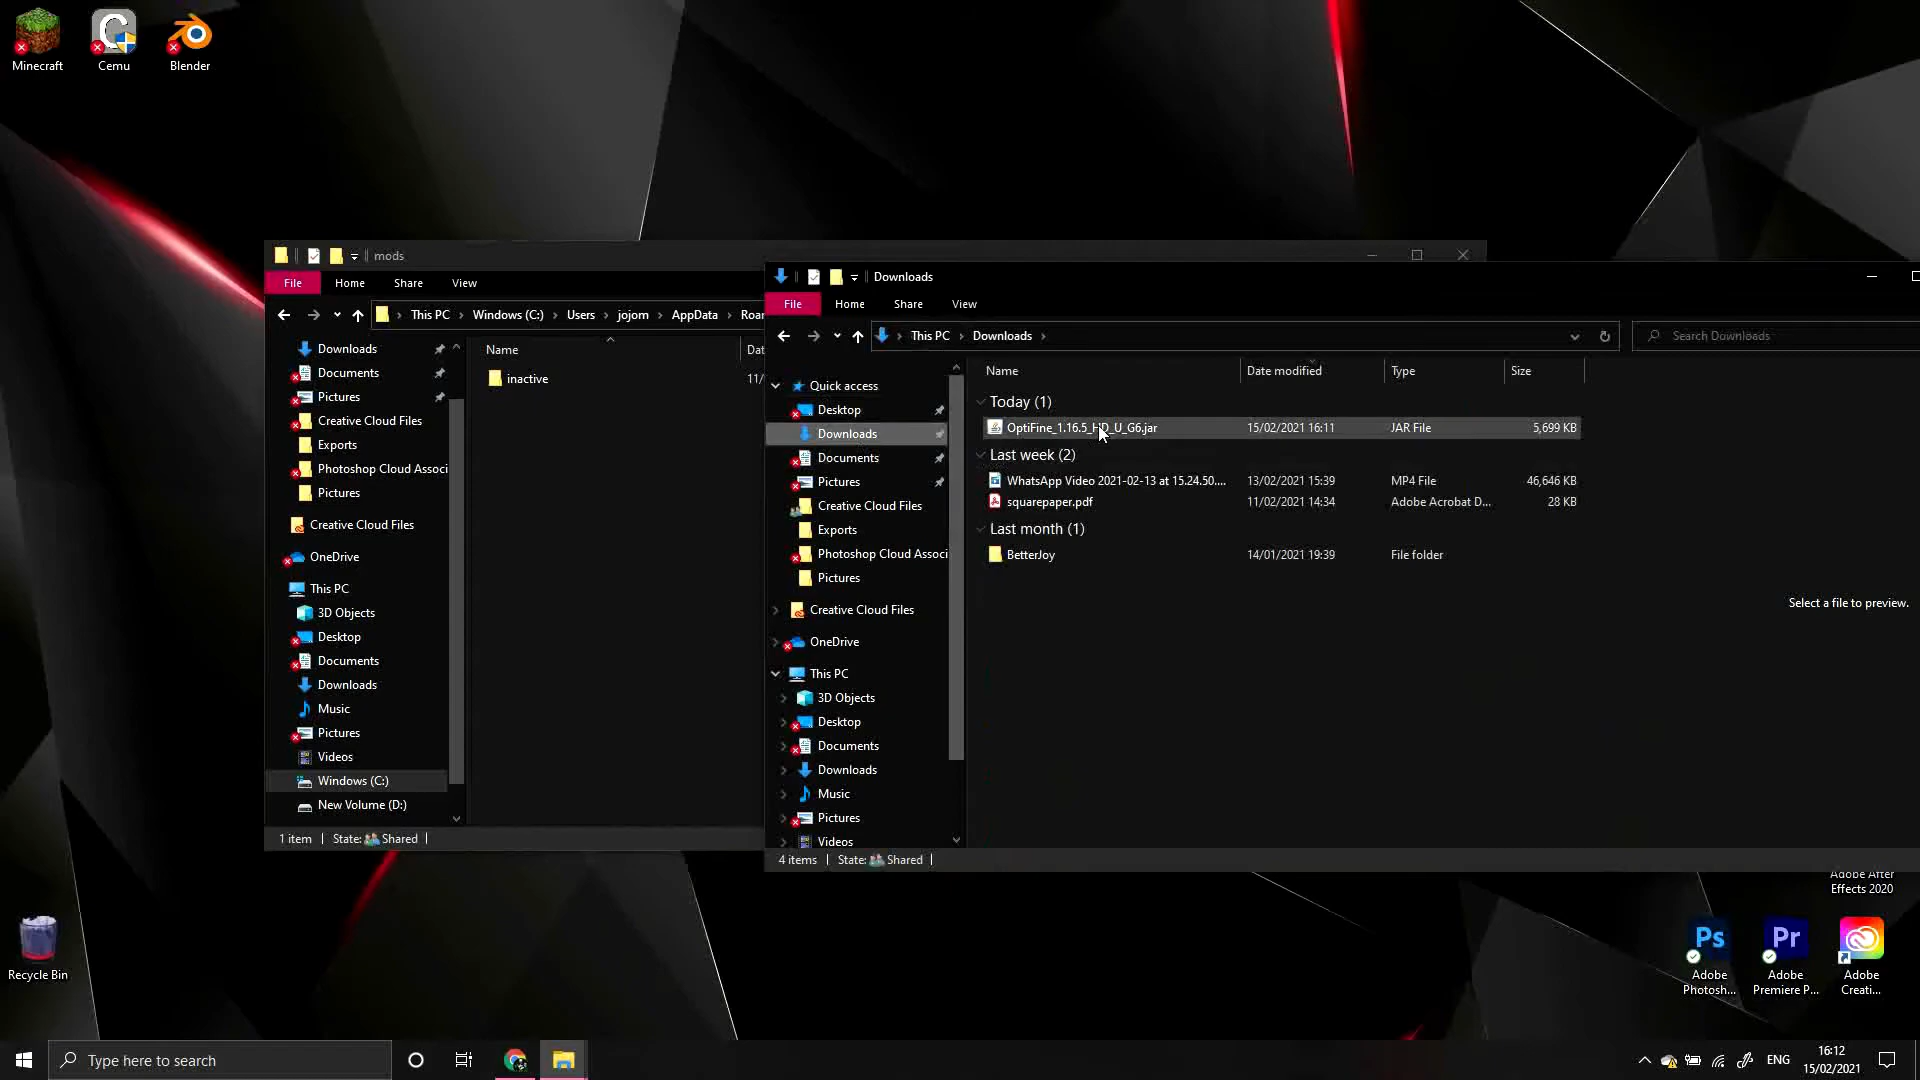 Minecraft
Cemu
Blender
mods
File
Home
Share
View
This PC
Windows (C:)
Users
jojom
AppData
Roar
Downloads
Documents
Pictures
Creative Cloud Files
Exports
Photoshop Cloud Associ
Pictures
Creative Cloud Files
OneDrive
This PC
3D Objects
Desktop
Documents
Downloads
Music
Pictures
Videos
Windows (C:)
New Volume (D:)
Name
Dat
inactive
11/
1 item
State:
Shared
Downloads
File
Home
Share
View
This PC
Downloads
Search Downloads
Quick access
Desktop
Downloads
Documents
Pictures
Creative Cloud Files
Exports
Photoshop Cloud Associ
Pictures
Creative Cloud Files
OneDrive
This PC
3D Objects
Desktop
Documents
Downloads
Music
Pictures
Videos
Name
Date modified
Type
Size
Today (1)
OptiFine_1.16.5_HD_U_G6.jar
15/02/2021 16:11
JAR File
5,699 KB
Last week (2)
WhatsApp Video 2021-02-13 at 15.24.50....
13/02/2021 15:39
MP4 File
46,646 KB
squarepaper.pdf
11/02/2021 14:34
Adobe Acrobat D...
28 KB
Last month (1)
BetterJoy
14/01/2021 19:39
File folder
Select a file to preview.
4 items
State:
Shared
Adobe After
Effects 2020
Ps
Adobe
Photosh...
Pr
Adobe
Premiere P...
Adobe
Creati...
Recycle Bin
Type here to search
ENG
16:12
15/02/2021